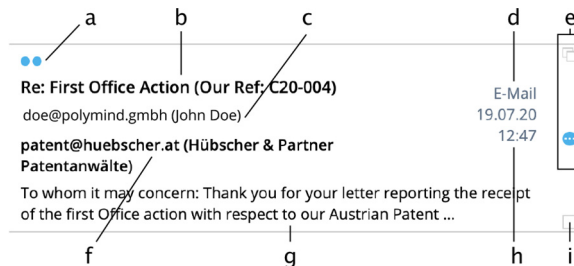 a b c d e
Re: First Office Action (Our Ref: C20-004)
doe@polymind.gmbh (John Doe)
E-Mail
19.07.20
12:47
patent@huebscher.at (Hübscher & Partner
Patentanwälte)
To whom it may concern: Thank you for your letter reporting the receipt
of the first Office action with respect to our Austrian Patent ...
f g h i